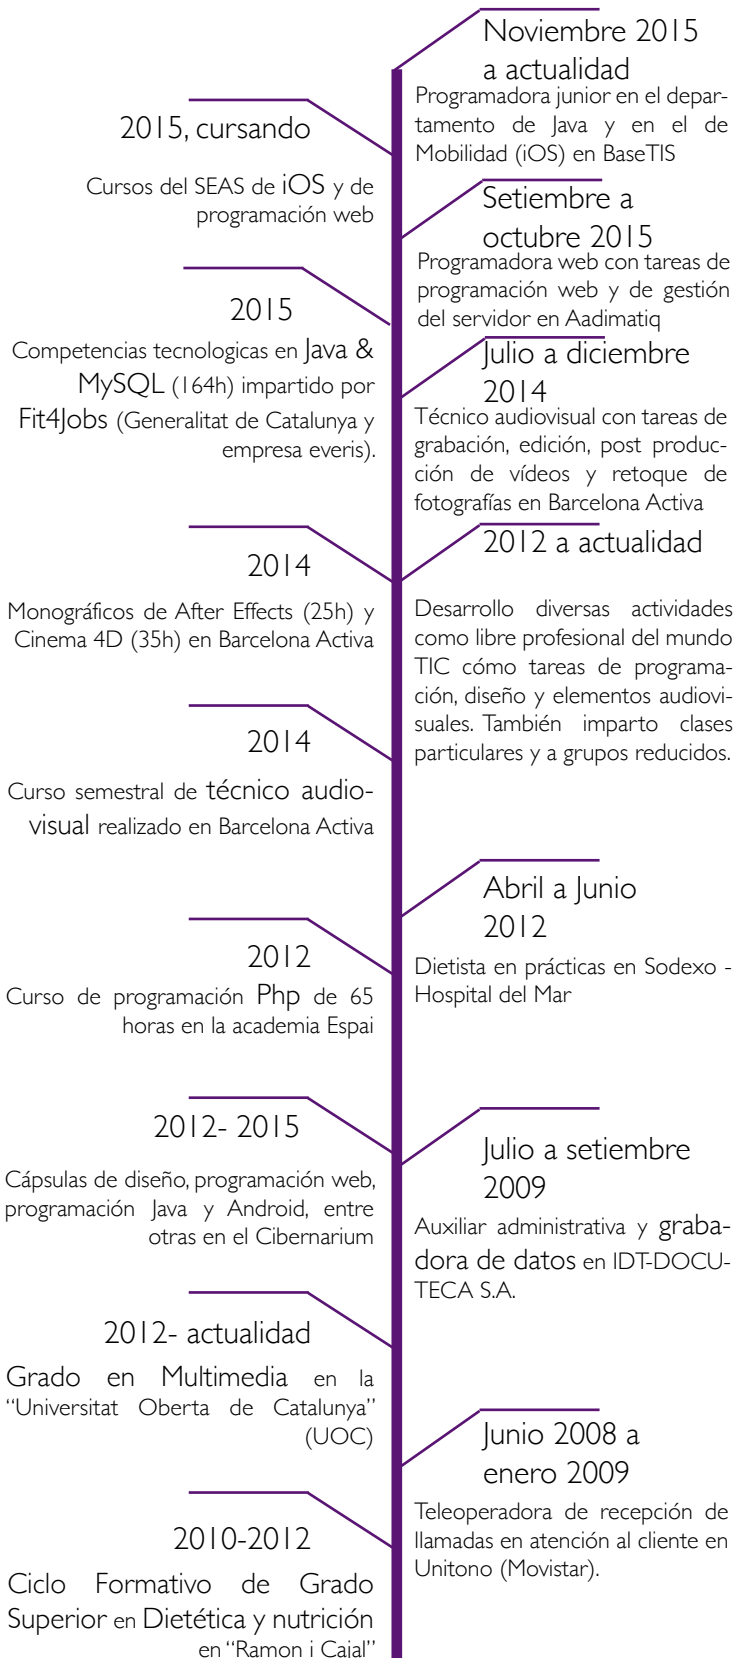 Noviembre 2015
a actualidad
Programadora junior en el depar-
tamento de Java y en el de
Mobilidad (iOS) en BaseTIS
2015, cursando
Cursos del SEAS de iOS y de
programación web
Setiembre a
octubre 2015
Programadora web con tareas de
programación web y de gestión
del servidor en Aadimatiq
2015
Competencias tecnologicas en Java &
MySQL (164h) impartido por
Fit4Jobs (Generalitat de Catalunya y
empresa everis).
Julio a diciembre
2014
Técnico audiovisual con tareas de
grabación, edición, post produc-
ción de vídeos y retoque de
fotografías en Barcelona Activa
2014
Monográficos de After Effects (25h) y
Cinema 4D (35h) en Barcelona Activa
2012 a actualidad
Desarrollo diversas actividades
como libre profesional del mundo
TIC cómo tareas de programa-
ción, diseño y elementos audiovi-
suales. También imparto clases
particulares y a grupos reducidos.
2014
Curso semestral de técnico audio-
visual realizado en Barcelona Activa
Abril a Junio
2012
Dietista en prácticas en Sodexo -
Hospital del Mar
2012
Curso de programación Php de 65
horas en la academia Espai
2012- 2015
Cápsulas de diseño, programación web,
programación Java y Android, entre
otras en el Cibernarium
Julio a setiembre
2009
Auxiliar administrativa y graba-
dora de datos en IDT-DOCU-
TECA S.A.
2012- actualidad
Grado en Multimedia en la
“Universitat Oberta de Catalunya”
(UOC)
Junio 2008 a
enero 2009
Teleoperadora de recepción de
llamadas en atención al cliente en
Unitono (Movistar).
2010-2012
Ciclo Formativo de Grado
Superior en Dietética y nutrición
en “Ramon i Cajal”